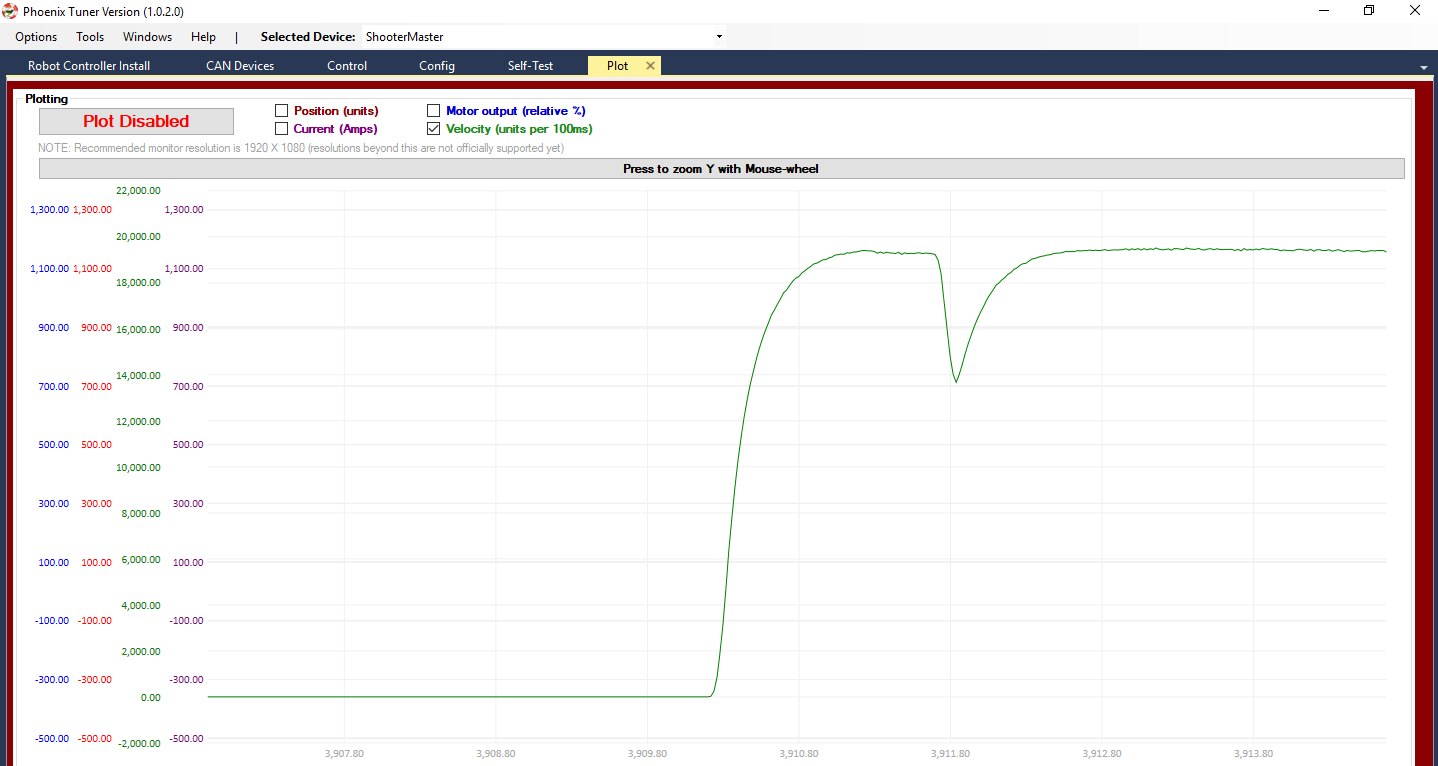 Phoenix Tuner Version (1.0.2.0)
Options Tools Windows Help | Selected Device: ShooterMaster
Robot Controller Install CAN Devices Control Config Self-Test Plot
Plotting
Plot Disabled
Position (units) Motor output (relative %)
Current (Amps) Velocity (units per 100ms)
NOTE: Recommended monitor resolution is 1920 X 1080 (resolutions beyond this are not officially supported yet)
Press to zoom Y with Mouse-wheel
22,000.00
1,300.00 1,300.00 1,300.00
20,000.00
1,100.00 1,100.00 1,100.00
18,000.00
900.00 900.00 16,000.00 900.00
14,000.00
700.00 700.00 700.00
12,000.00
500.00 500.00 500.00
10,000.00
300.00 300.00 300.00
8,000.00
6,000.00
100.00 100.00 100.00
4,000.00
-100.00 -100.00 -100.00
2,000.00
-300.00 -300.00 -300.00
0.00
-500.00 -500.00 -2,000.00 -500.00
3,907.80 3,908.80 3,909.80 3,910.80 3,911.80 3,912.80 3,913.80